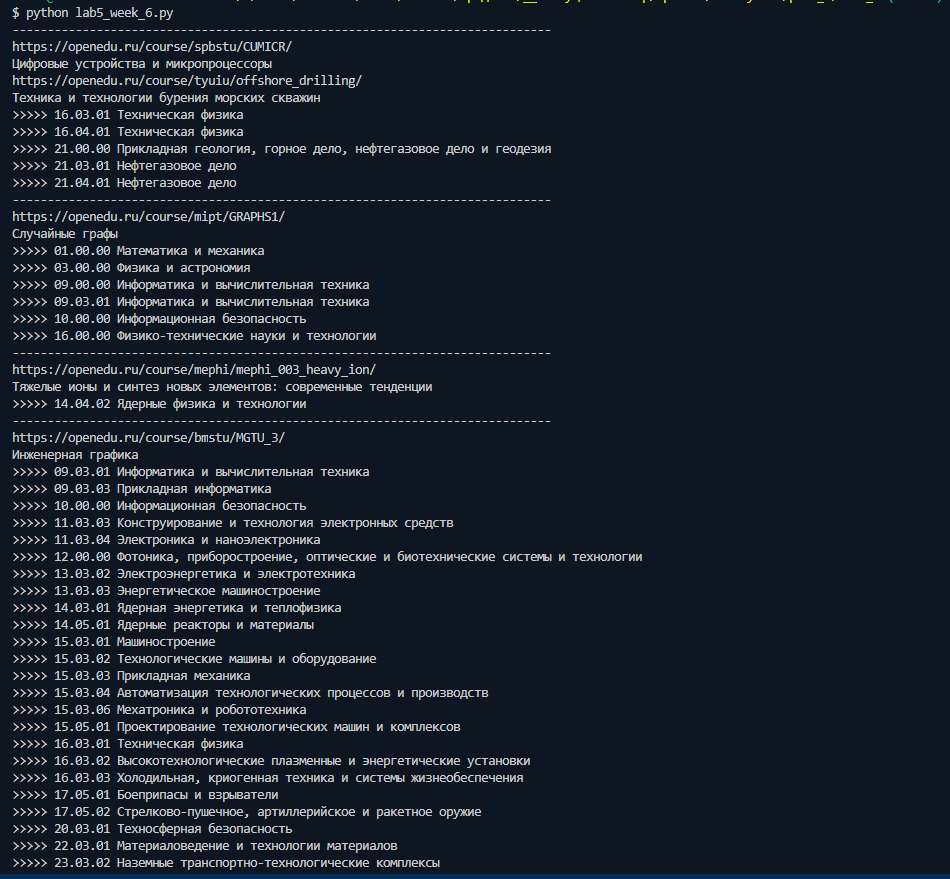 $ python lab5_week_6.py
-----------------------------------------------------------------------------
https://openedu.ru/course/spbstu/CUMICR/
Цифровые устройства и микропроцессоры
https://openedu.ru/course/tyuiu/offshore_drilling/
Техника и технологии бурения морских скважин
>>>>> 16.03.01 Техническая физика
>>>>> 16.04.01 Техническая физика
>>>>> 21.00.00 Прикладная геология, горное дело, нефтегазовое дело и геодезия
>>>>> 21.03.01 Нефтегазовое дело
>>>>> 21.04.01 Нефтегазовое дело
-----------------------------------------------------------------------------
https://openedu.ru/course/mipt/GRAPHS1/
Случайные графы
>>>>> 01.00.00 Математика и механика
>>>>> 03.00.00 Физика и астрономия
>>>>> 09.00.00 Информатика и вычислительная техника
>>>>> 09.03.01 Информатика и вычислительная техника
>>>>> 10.00.00 Информационная безопасность
>>>>> 16.00.00 Физико-технические науки и технологии
-----------------------------------------------------------------------------
https://openedu.ru/course/mephi/mephi_003_heavy_ion/
Тяжелые ионы и синтез новых элементов: современные тенденции
>>>>> 14.04.02 Ядерные физика и технологии
-----------------------------------------------------------------------------
https://openedu.ru/course/bmstu/MGTU_3/
Инженерная графика
>>>>> 09.03.01 Информатика и вычислительная техника
>>>>> 09.03.03 Прикладная информатика
>>>>> 10.00.00 Информационная безопасность
>>>>> 11.03.03 Конструирование и технология электронных средств
>>>>> 11.03.04 Электроника и наноэлектроника
>>>>> 12.00.00 Фотоника, приборостроение, оптические и биотехнические системы и технологии
>>>>> 13.03.02 Электроэнергетика и электротехника
>>>>> 13.03.03 Энергетическое машиностроение
>>>>> 14.03.01 Ядерная энергетика и теплофизика
>>>>> 14.05.01 Ядерные реакторы и материалы
>>>>> 15.03.01 Машиностроение
>>>>> 15.03.02 Технологические машины и оборудование
>>>>> 15.03.03 Прикладная механика
>>>>> 15.03.04 Автоматизация технологических процессов и производств
>>>>> 15.03.06 Мехатроника и робототехника
>>>>> 15.05.01 Проектирование технологических машин и комплексов
>>>>> 16.03.01 Техническая физика
>>>>> 16.03.02 Высокотехнологические плазменные и энергетические установки
>>>>> 16.03.03 Холодильная, криогенная техника и системы жизнеобеспечения
>>>>> 17.05.01 Боеприпасы и взрыватели
>>>>> 17.05.02 Стрелково-пушечное, артиллерийское и ракетное оружие
>>>>> 20.03.01 Техносферная безопасность
>>>>> 22.03.01 Материаловедение и технологии материалов
>>>>> 23.03.02 Наземные транспортно-технологические комплексы